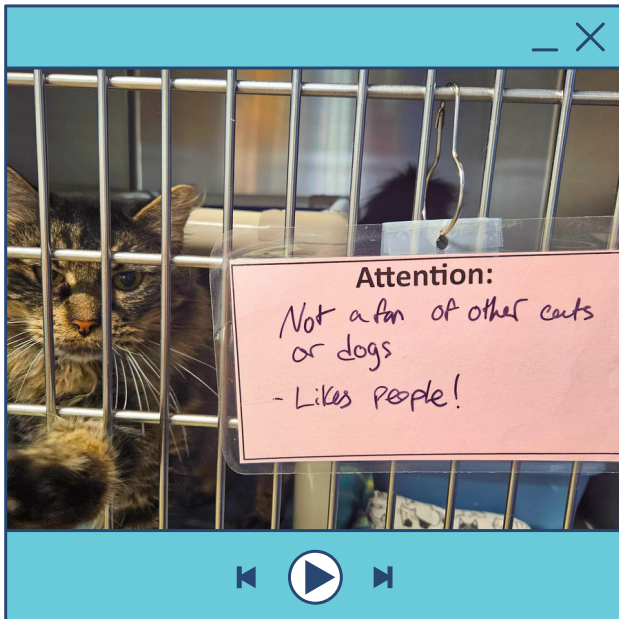 Attention:
Not a fan of other cats
or dogs
- Likes people!